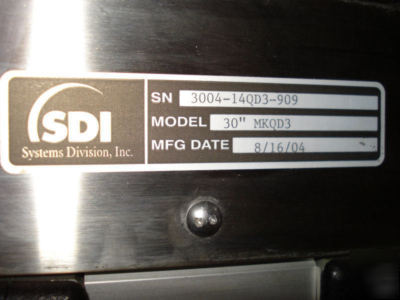 SDI
Systems Division, Inc.
SN 3004-14QD3-909
MODEL 30" MKQD3
MFG DATE 8/16/04